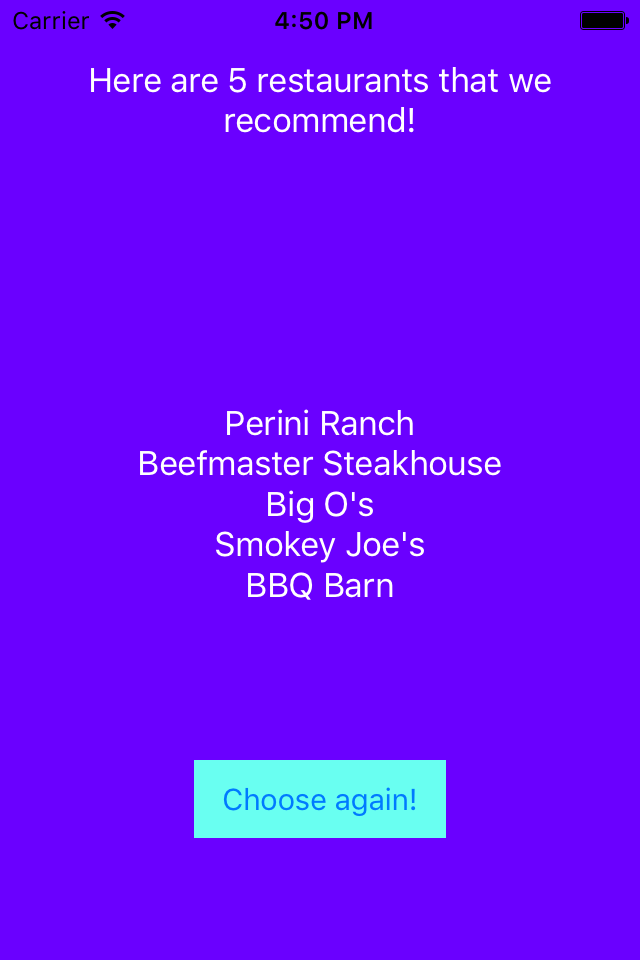 Carrier 4:50 PM
Here are 5 restaurants that we
recommend!
Perini Ranch
Beefmaster Steakhouse
Big O's
Smokey Joe's
BBQ Barn
Choose again!